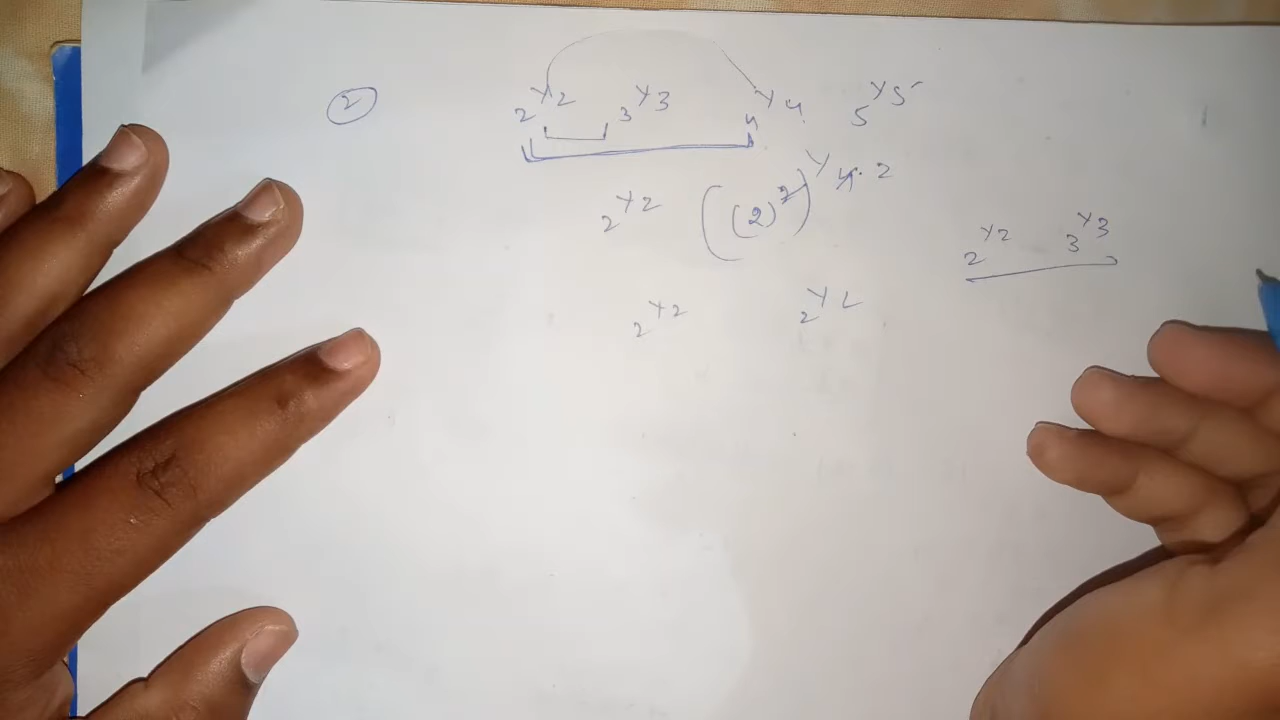 ② 2^1/2 3^1/3 4^1/4 5^1/5
2^1/2 ((2)^2)^1/4·2
2^1/2 3^1/3
2^1/2 2^1/2